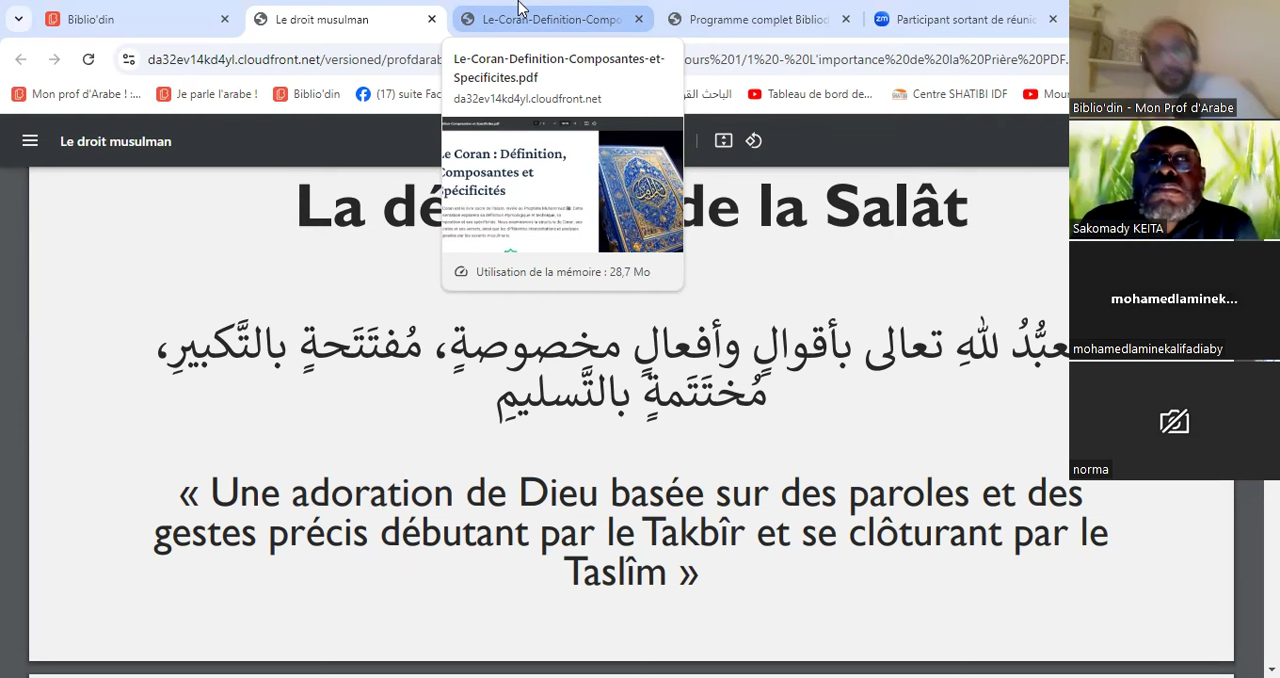 Biblio'din
Le droit musulman
Le-Coran-Definition-Compo
Programme complet Bibliod
Participant sortant de réunio
da32ev14kd4yl.cloudfront.net/versioned/profdarab
ours%201/1%20-%20L'importance%20de%20la%20Prière%20PDF.
Mon prof d'Arabe ! :...
Je parle l'arabe !
Biblio'din
(17) suite Fac
الباحث القر
Tableau de bord de...
Centre SHATIBI IDF
Mour
Le-Coran-Definition-Composantes-et-
Specificites.pdf
da32ev14kd4yl.cloudfront.net
Le droit musulman
e Coran : Définition,
Composantes et
pécificités
Utilisation de la mémoire : 28,7 Mo
La dé de la Salât
عبُّدُ للهِ تعالى بأقوالٍ وأفعالٍ مخصوصةٍ، مُفتَتَحةٍ بالتَّكبيرِ،
مُختَتَمةٍ بالتَّسليمِ
« Une adoration de Dieu basée sur des paroles et des
gestes précis débutant par le Takbîr et se clôturant par le
Taslîm »
Biblio'din - Mon Prof d'Arabe
Sakomady KEITA
mohamedlaminek...
mohamedlaminekalifadiaby
norma